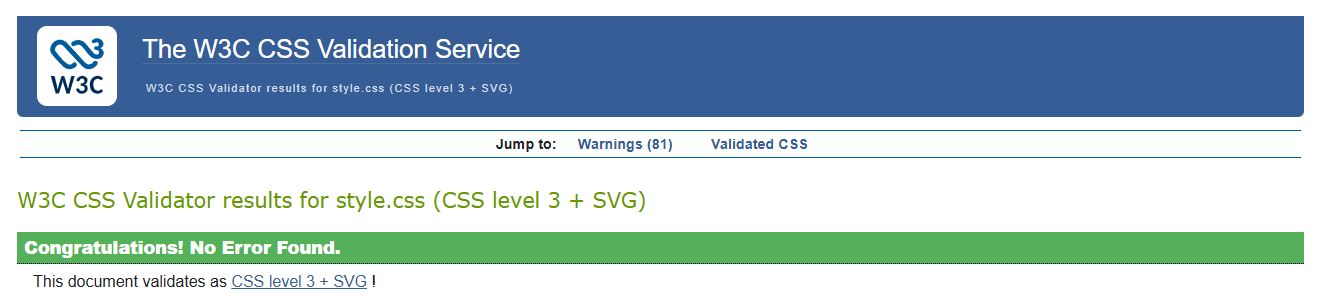 W3C
The W3C CSS Validation Service
W3C CSS Validator results for style.css (CSS level 3 + SVG)
Jump to: Warnings (81) Validated CSS
W3C CSS Validator results for style.css (CSS level 3 + SVG)
Congratulations! No Error Found.
This document validates as CSS level 3 + SVG !